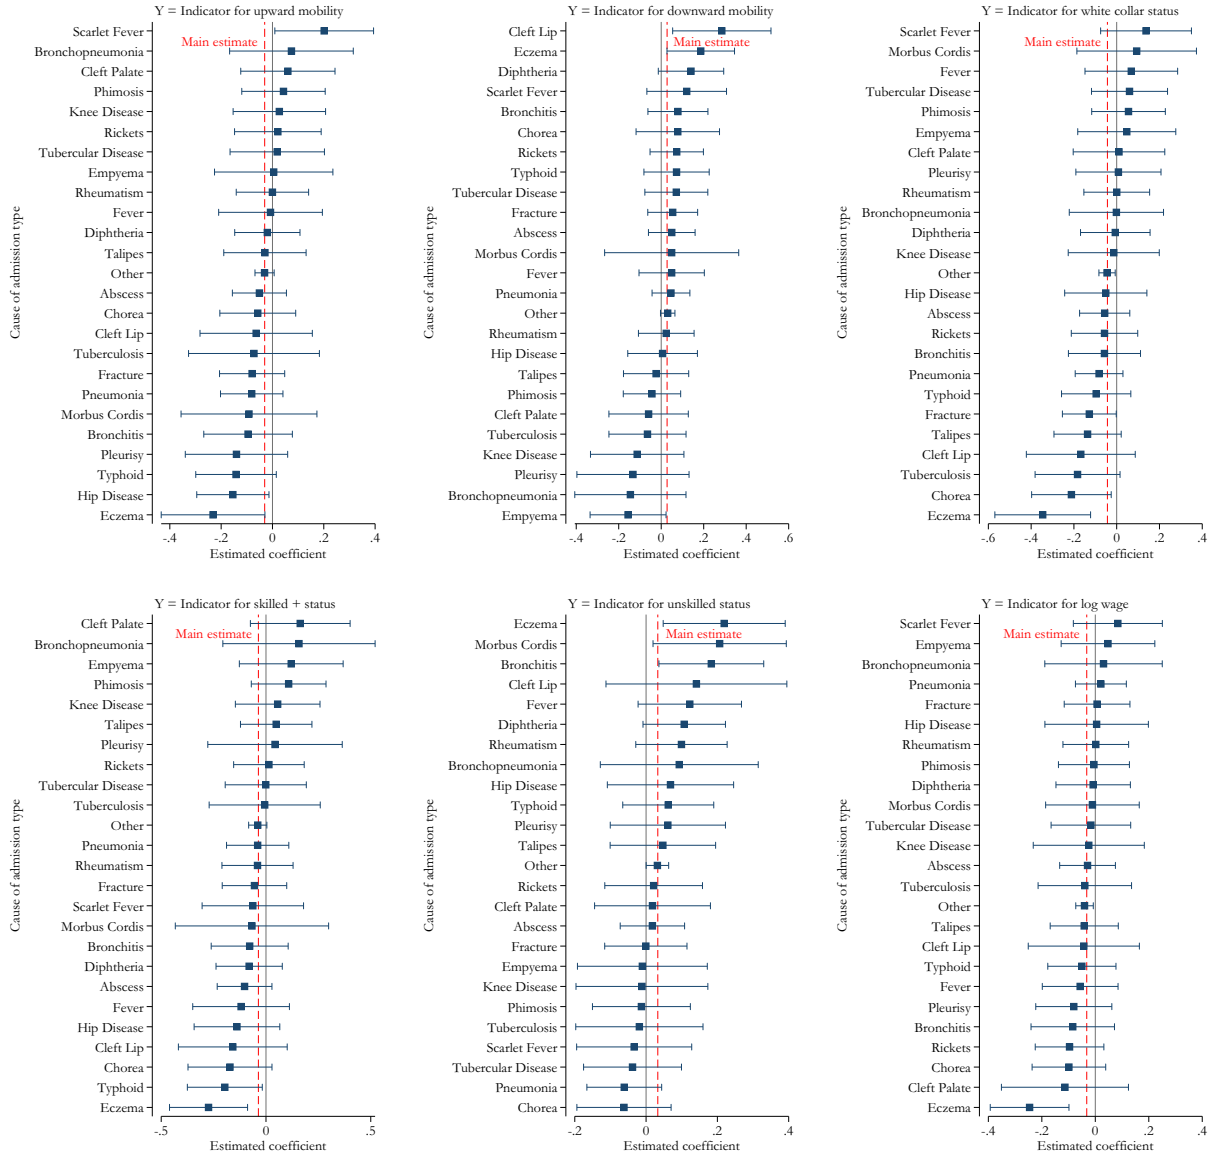 Y = Indicator for upward mobility
Main estimate
Cause of admission type
Scarlet Fever
Bronchopneumonia
Cleft Palate
Phimosis
Knee Disease
Rickets
Tubercular Disease
Empyema
Rheumatism
Fever
Diphtheria
Talipes
Other
Abscess
Chorea
Cleft Lip
Tuberculosis
Fracture
Pneumonia
Morbus Cordis
Bronchitis
Pleurisy
Typhoid
Hip Disease
Eczema
-.4 -.2 0 .2 .4
Estimated coefficient
Y = Indicator for downward mobility
Main estimate
Cause of admission type
Cleft Lip
Eczema
Diphtheria
Scarlet Fever
Bronchitis
Chorea
Rickets
Typhoid
Tubercular Disease
Fracture
Abscess
Morbus Cordis
Fever
Pneumonia
Other
Rheumatism
Hip Disease
Talipes
Phimosis
Cleft Palate
Tuberculosis
Knee Disease
Pleurisy
Bronchopneumonia
Empyema
-.4 -.2 0 .2 .4 .6
Estimated coefficient
Y = Indicator for white collar status
Main estimate
Cause of admission type
Scarlet Fever
Morbus Cordis
Fever
Tubercular Disease
Phimosis
Empyema
Cleft Palate
Pleurisy
Rheumatism
Bronchopneumonia
Diphtheria
Knee Disease
Other
Hip Disease
Abscess
Rickets
Bronchitis
Pneumonia
Typhoid
Fracture
Talipes
Cleft Lip
Tuberculosis
Chorea
Eczema
-.6 -.4 -.2 0 .2 .4
Estimated coefficient
Y = Indicator for skilled + status
Main estimate
Cause of admission type
Cleft Palate
Bronchopneumonia
Empyema
Phimosis
Knee Disease
Talipes
Pleurisy
Rickets
Tubercular Disease
Tuberculosis
Other
Pneumonia
Rheumatism
Fracture
Scarlet Fever
Morbus Cordis
Bronchitis
Diphtheria
Abscess
Fever
Hip Disease
Cleft Lip
Chorea
Typhoid
Eczema
-.5 0 .5
Estimated coefficient
Y = Indicator for unskilled status
Main estimate
Cause of admission type
Eczema
Morbus Cordis
Bronchitis
Cleft Lip
Fever
Diphtheria
Rheumatism
Bronchopneumonia
Hip Disease
Typhoid
Pleurisy
Talipes
Other
Rickets
Cleft Palate
Abscess
Fracture
Empyema
Knee Disease
Phimosis
Tuberculosis
Scarlet Fever
Tubercular Disease
Pneumonia
Chorea
-.2 0 .2 .4
Estimated coefficient
Y = Indicator for log wage
Main estimate
Cause of admission type
Scarlet Fever
Empyema
Bronchopneumonia
Pneumonia
Fracture
Hip Disease
Rheumatism
Phimosis
Diphtheria
Morbus Cordis
Tubercular Disease
Knee Disease
Abscess
Tuberculosis
Other
Talipes
Cleft Lip
Typhoid
Fever
Pleurisy
Bronchitis
Rickets
Chorea
Cleft Palate
Eczema
-.4 -.2 0 .2 .4
Estimated coefficient